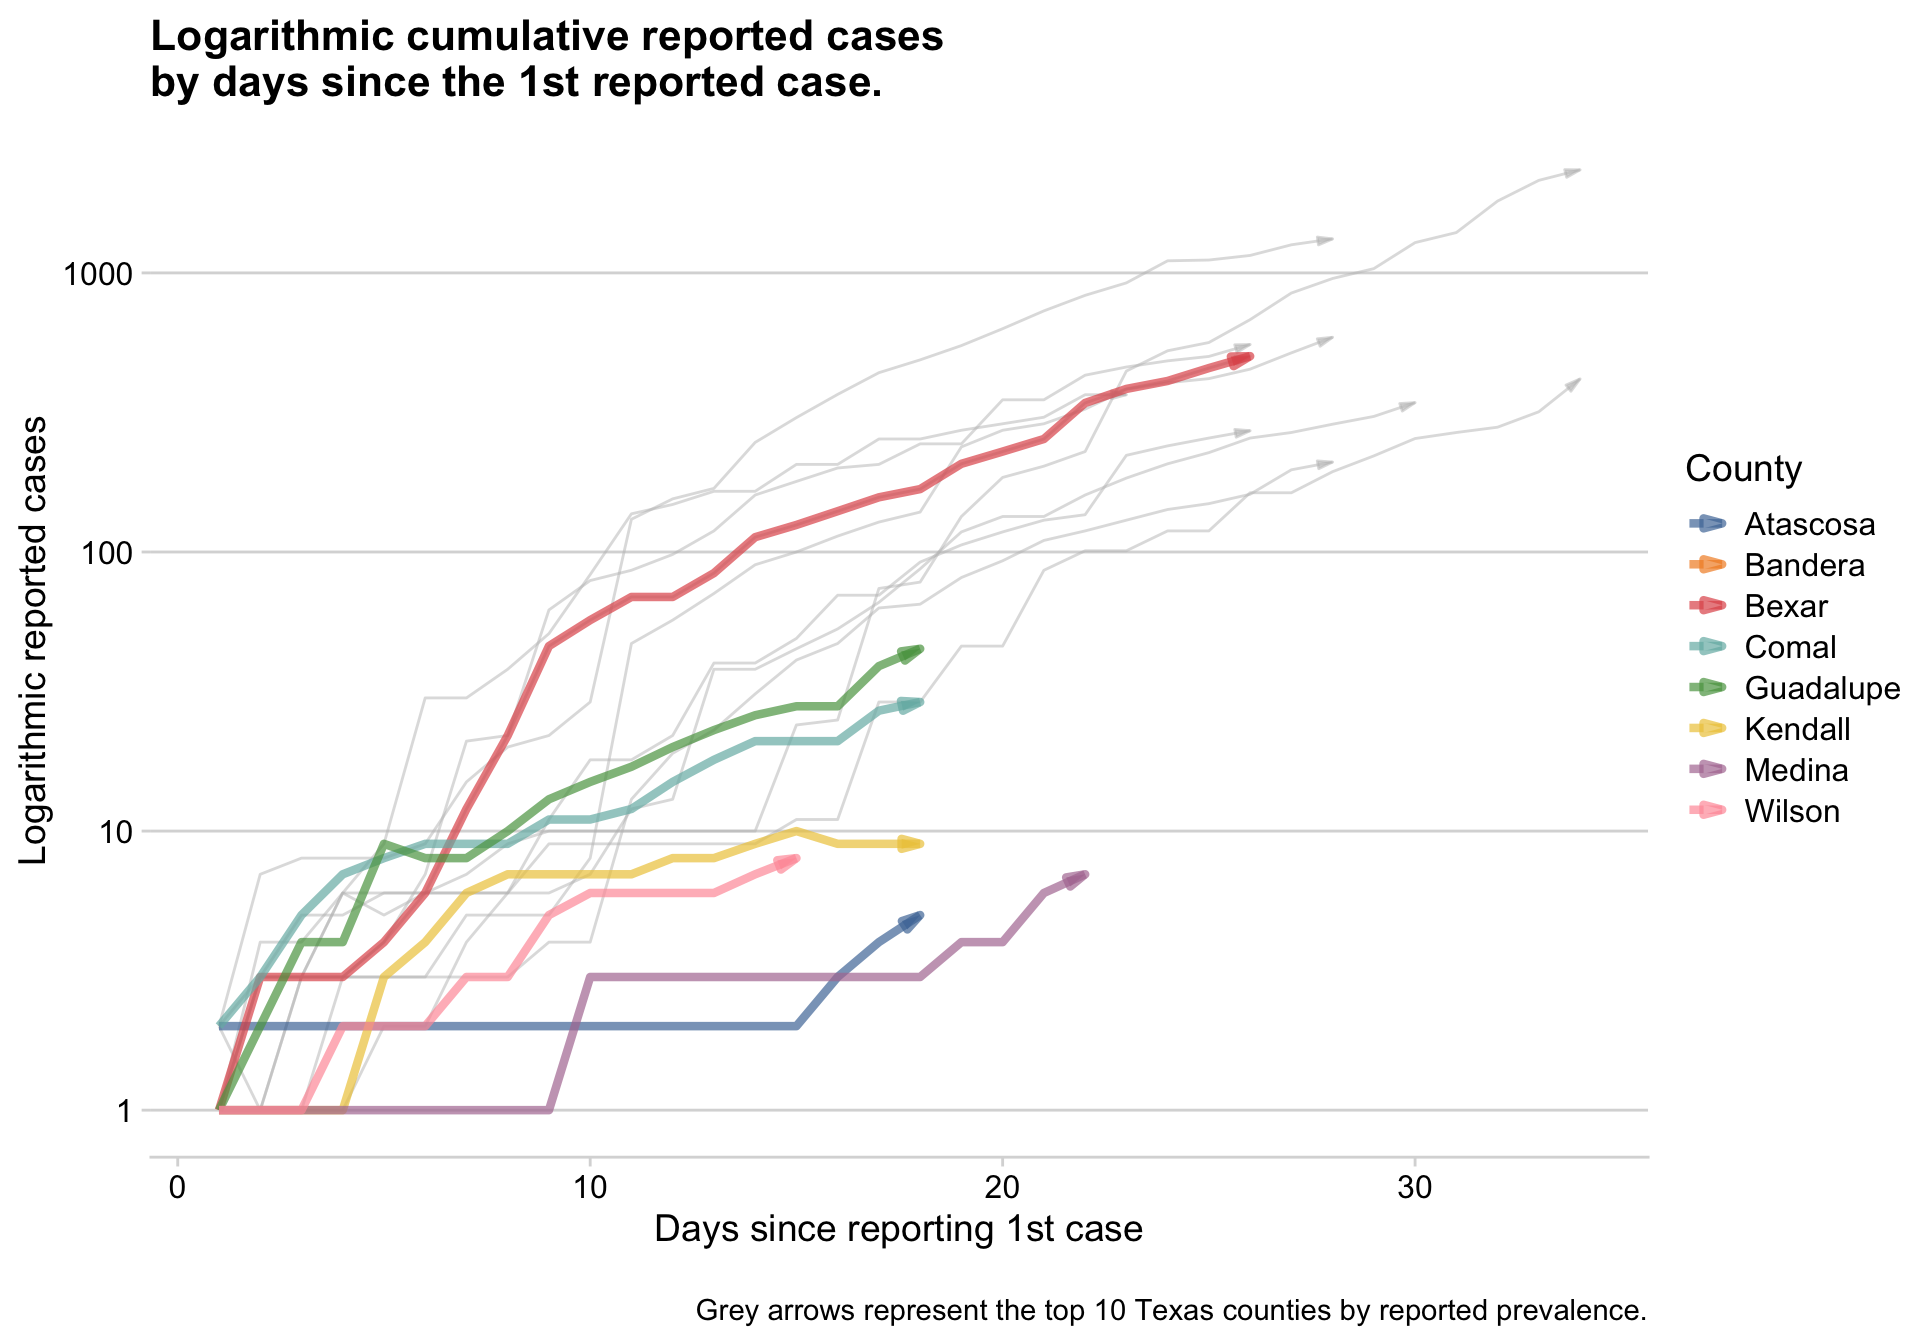 Logarithmic cumulative reported cases
by days since the 1st reported case.
Logarithmic reported cases
1000
100
10
1
0
10
20
30
Days since reporting 1st case
County
Atascosa
Bandera
Bexar
Comal
Guadalupe
Kendall
Medina
Wilson
Grey arrows represent the top 10 Texas counties by reported prevalence.